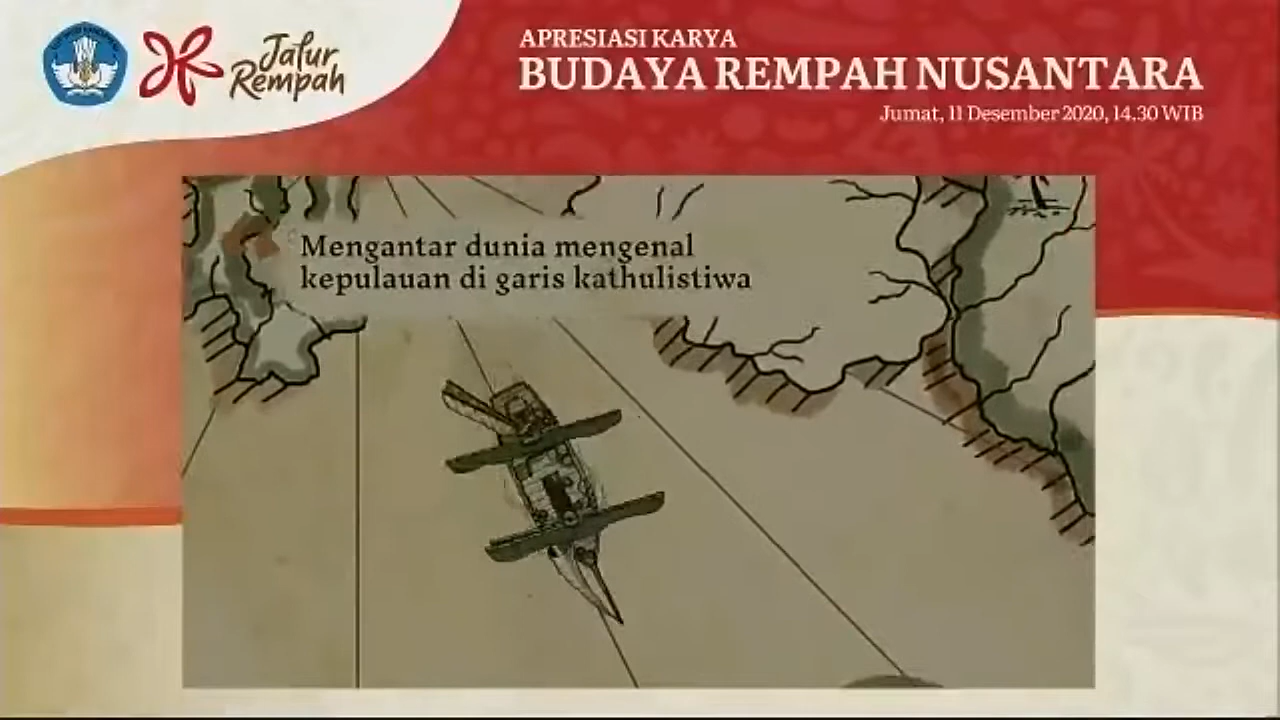 Jalur
Rempah
APRESIASI KARYA
BUDAYA REMPAH NUSANTARA
Jumat, 11 Desember 2020, 14.30 WIB
Mengantar dunia mengenal
kepulauan di garis kathulistiwa